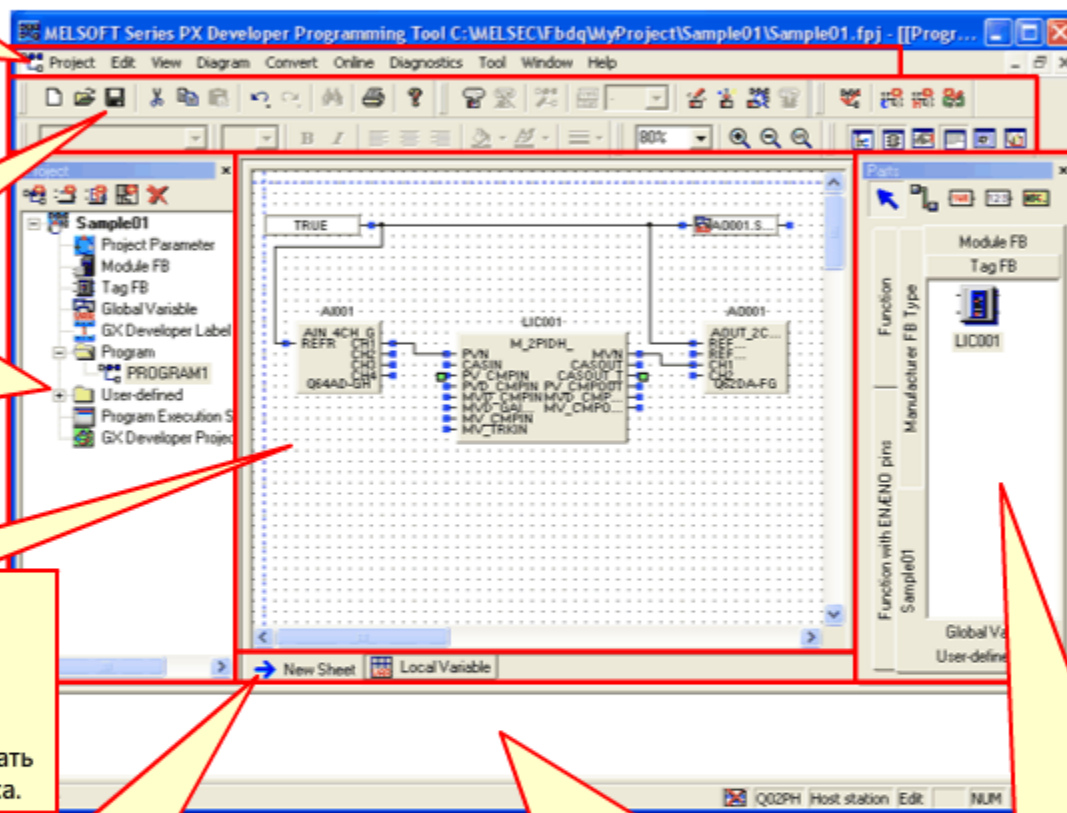 MELSOFT Series PX Developer Programming Tool C:\MELSEC\Fbdq\MyProject\Sample01\Sample01.fpj - [[Progr...
Project Edit View Diagram Convert Online Diagnostics Tool Window Help
80%
Project
Sample01
Project Parameter
Module FB
Tag FB
Global Variable
GX Developer Label
Program
PROGRAM1
User-defined
Program Execution S
GX Developer Projec
TRUE
AO001.S...
AI001
AIN_4CH_G
REFR CH1
CH2
CH3
CH4
Q64AD-GH
LIC001
M_2PIDH_
PVN MVN
CASIN CASOUT
PV_CMPIN CASOUT_T
PVD_CMPIN PV_CMPOUT
MVD_CMPIN MVD_CMP...
MVD_GAI... MV_CMPO...
MV_CMPIN
MV_TRKIN
AO001
AOUT_2C...
REF...
REF...
CH1
CH2
Q62DA-FG
New Sheet
Local Variable
Parts
Function
Function with EN/ENO pins
Manufacturer FB Type
Sample01
Module FB
Tag FB
LIC001
Global Va
User-define
ать
са.
Q02PH Host station Edit NUM